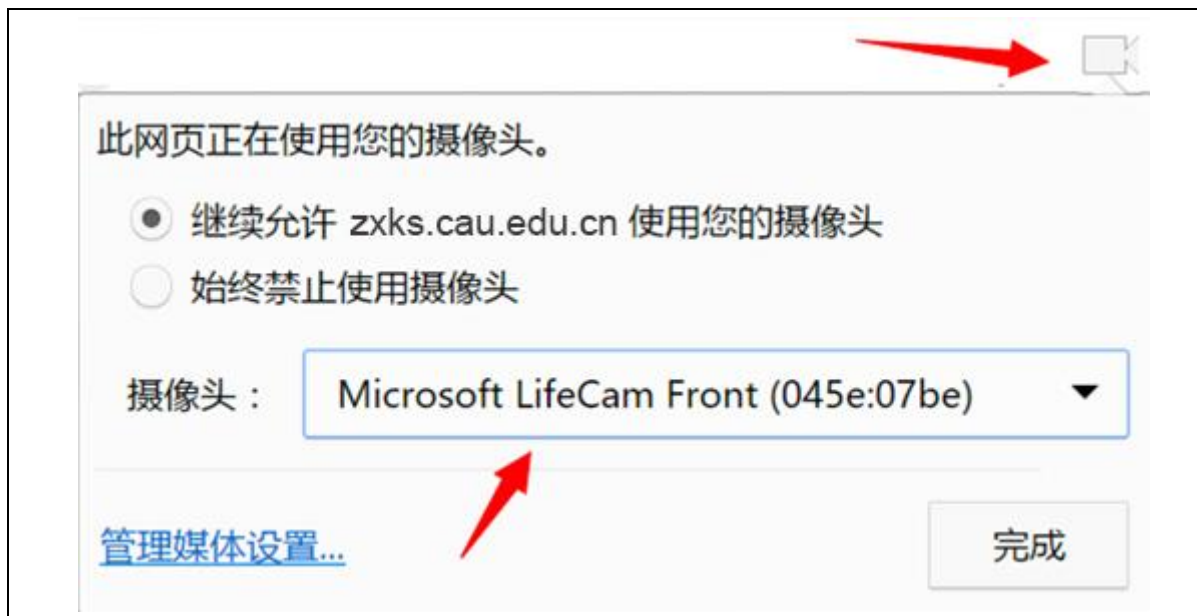 此网页正在使用您的摄像头。
继续允许 zxks.cau.edu.cn 使用您的摄像头
始终禁止使用摄像头
摄像头： Microsoft LifeCam Front (045e:07be)
管理媒体设置...
完成